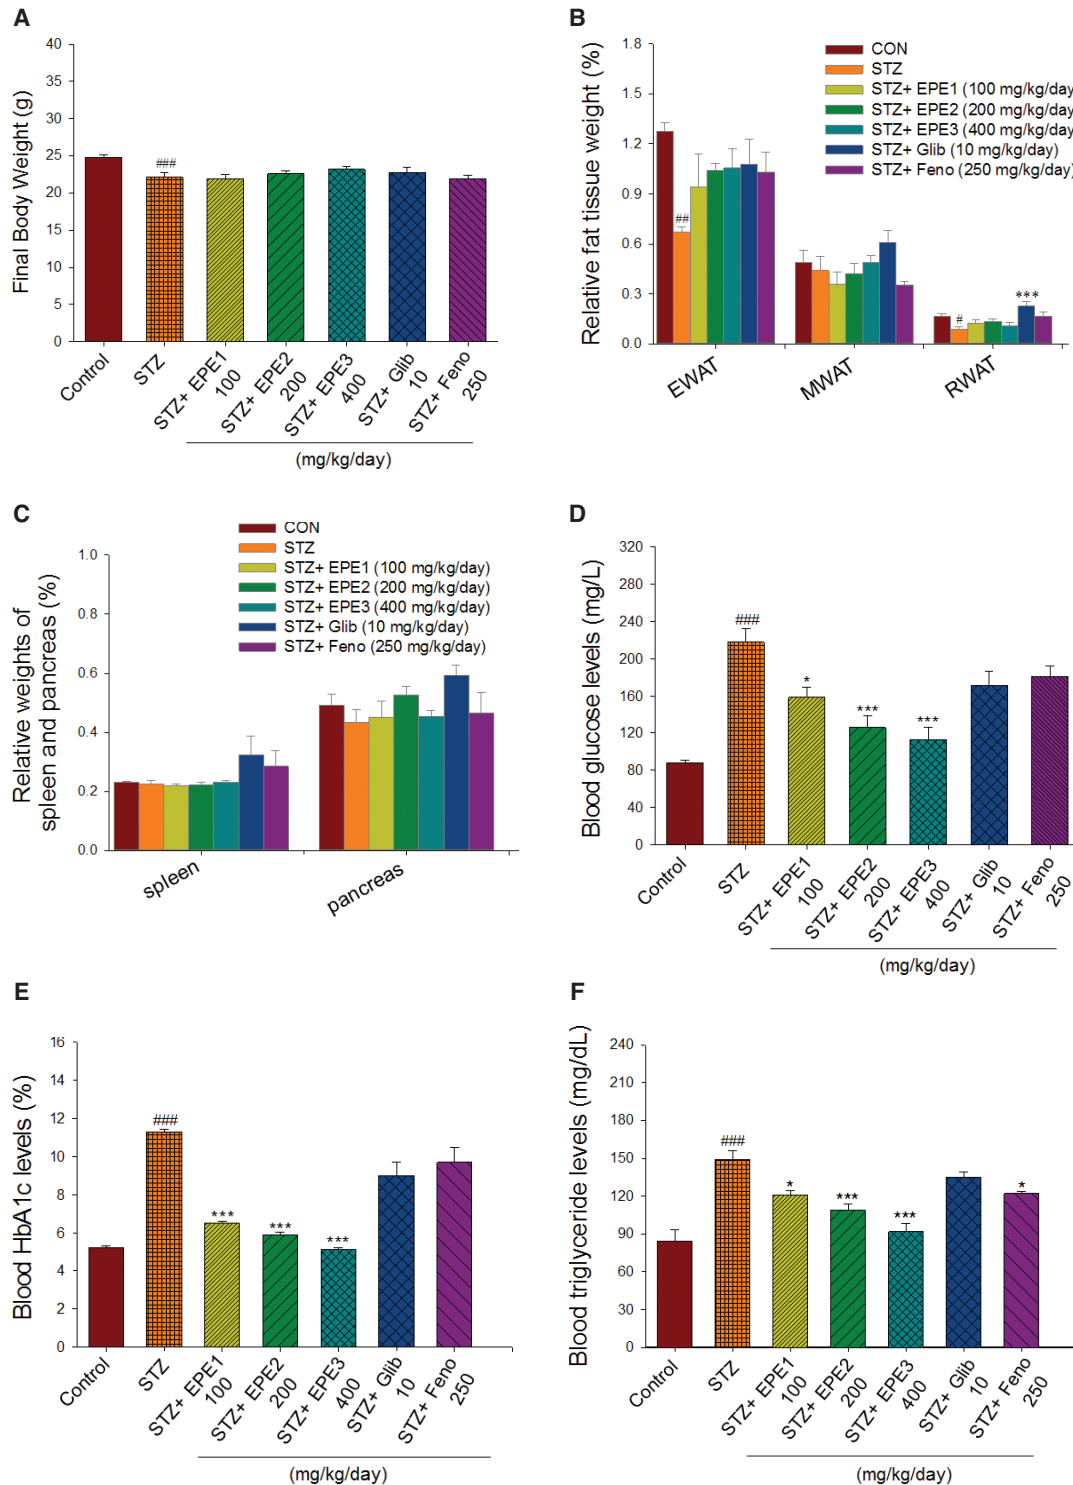 A
Final Body Weight (g)
40
35
30
25
20
15
10
5
0
###
Control
STZ
STZ+ EPE1 100
STZ+ EPE2 200
STZ+ EPE3 400
STZ+ Glib 10
STZ+ Feno 250
(mg/kg/day)
B
Relative fat tissue weight (%)
1.8
1.5
1.2
0.9
0.6
0.3
0.0
CON
STZ
STZ+ EPE1 (100 mg/kg/day
STZ+ EPE2 (200 mg/kg/day
STZ+ EPE3 (400 mg/kg/day
STZ+ Glib (10 mg/kg/day)
STZ+ Feno (250 mg/kg/day)
##
#
***
EWAT
MWAT
RWAT
C
Relative weights of
spleen and pancreas (%)
1.0
0.8
0.6
0.4
0.2
0.0
CON
STZ
STZ+ EPE1 (100 mg/kg/day)
STZ+ EPE2 (200 mg/kg/day)
STZ+ EPE3 (400 mg/kg/day)
STZ+ Glib (10 mg/kg/day)
STZ+ Feno (250 mg/kg/day)
spleen
pancreas
D
Blood glucose levels (mg/L)
320
240
200
160
120
80
40
0
###
*
***
***
Control
STZ
STZ+ EPE1 100
STZ+ EPE2 200
STZ+ EPE3 400
STZ+ Glib 10
STZ+ Feno 250
(mg/kg/day)
E
Blood HbA1c levels (%)
16
14
12
10
8
6
4
2
0
###
***
***
***
Control
STZ
STZ+ EPE1 100
STZ+ EPE2 200
STZ+ EPE3 400
STZ+ Glib 10
STZ+ Feno 250
(mg/kg/day)
F
Blood triglyceride levels (mg/dL)
240
210
180
150
120
90
60
30
0
###
*
***
***
*
Control
STZ
STZ+ EPE1 100
STZ+ EPE2 200
STZ+ EPE3 400
STZ+ Glib 10
STZ+ Feno 250
(mg/kg/day)